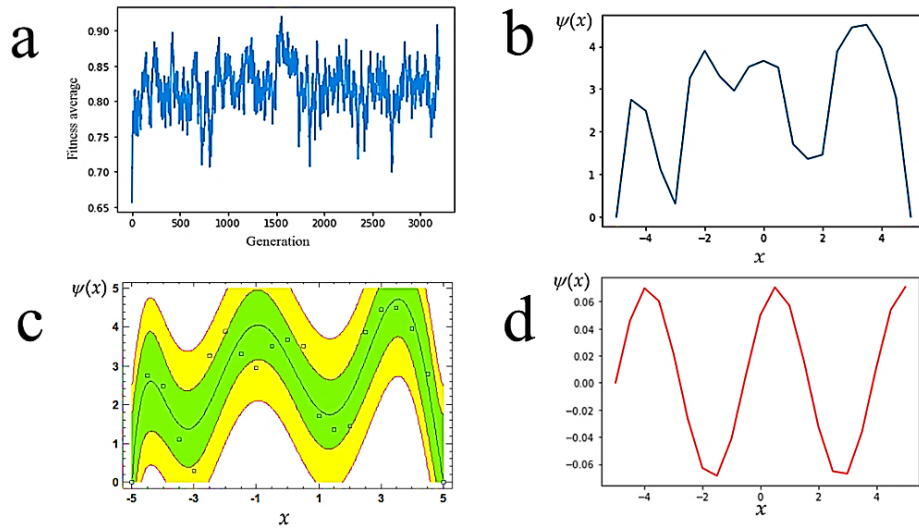 a
0.90
0.85
0.80
0.75
0.70
0.65
Fitness average
0 500 1000 1500 2000 2500 3000
Generation
b
ψ(x)
4
3
2
1
0
−4 −2 0 2 4
x
c
ψ(x)
5
4
3
2
1
0
-5 -3 -1 1 3 5
x
d
ψ(x)
0.06
0.04
0.02
0.00
−0.02
−0.04
−0.06
−4 −2 0 2 4
x